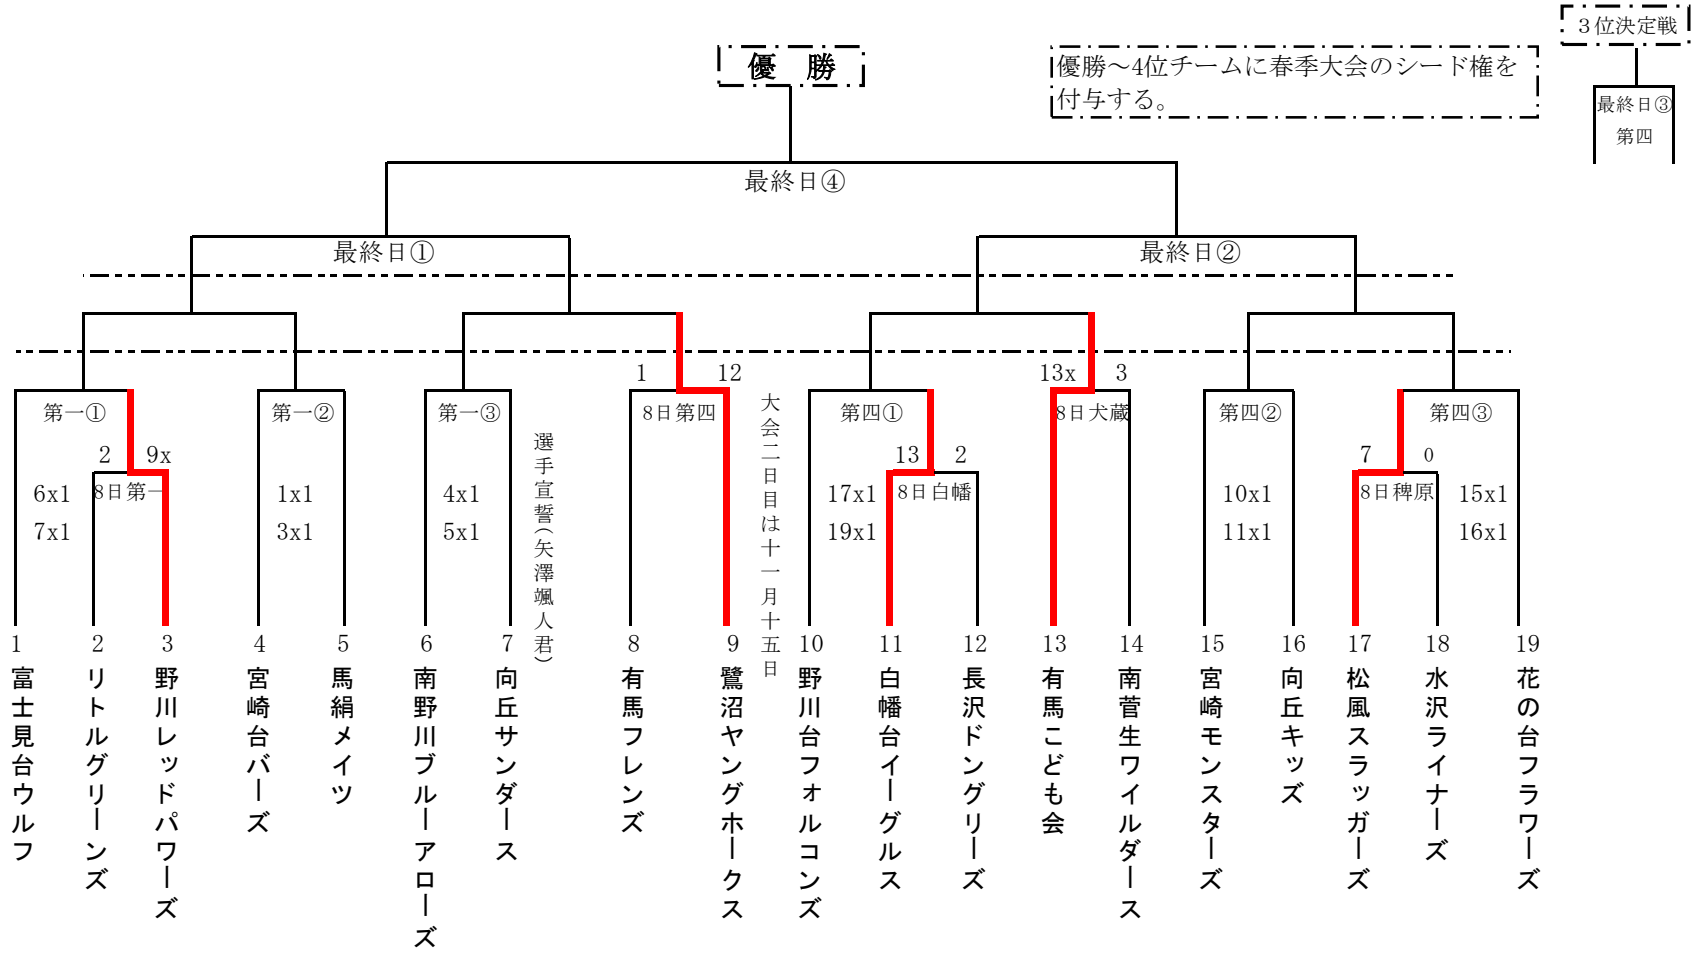 ３位決定戦
優　勝
優勝～4位チームに春季大会のシード権を
付与する。
最終日③
第四
最終日④
最終日①
最終日②
1
12
13x
3
第一①
第一②
第一③
8日第四
第四①
8日犬蔵
第四②
第四③
2
9x
13
2
7
0
8日第一
8日白幡
8日稗原
6x1
7x1
1x1
3x1
4x1
5x1
17x1
19x1
10x1
11x1
15x1
16x1
選手宣誓（矢澤颯人君）
大会二日目は十一月十五日
1
2
3
4
5
6
7
8
9
10
11
12
13
14
15
16
17
18
19
富士見台ウルフ
リトルグリーンズ
野川レッドパワーズ
宮崎台バーズ
馬絹メイツ
南野川ブルーアローズ
向丘サンダース
有馬フレンズ
鷺沼ヤングホークス
野川台フォルコンズ
白幡台イーグルス
長沢ドングリーズ
有馬こども会
南菅生ワイルダース
宮崎モンスターズ
向丘キッズ
松風スラッガーズ
水沢ライナーズ
花の台フラワーズ